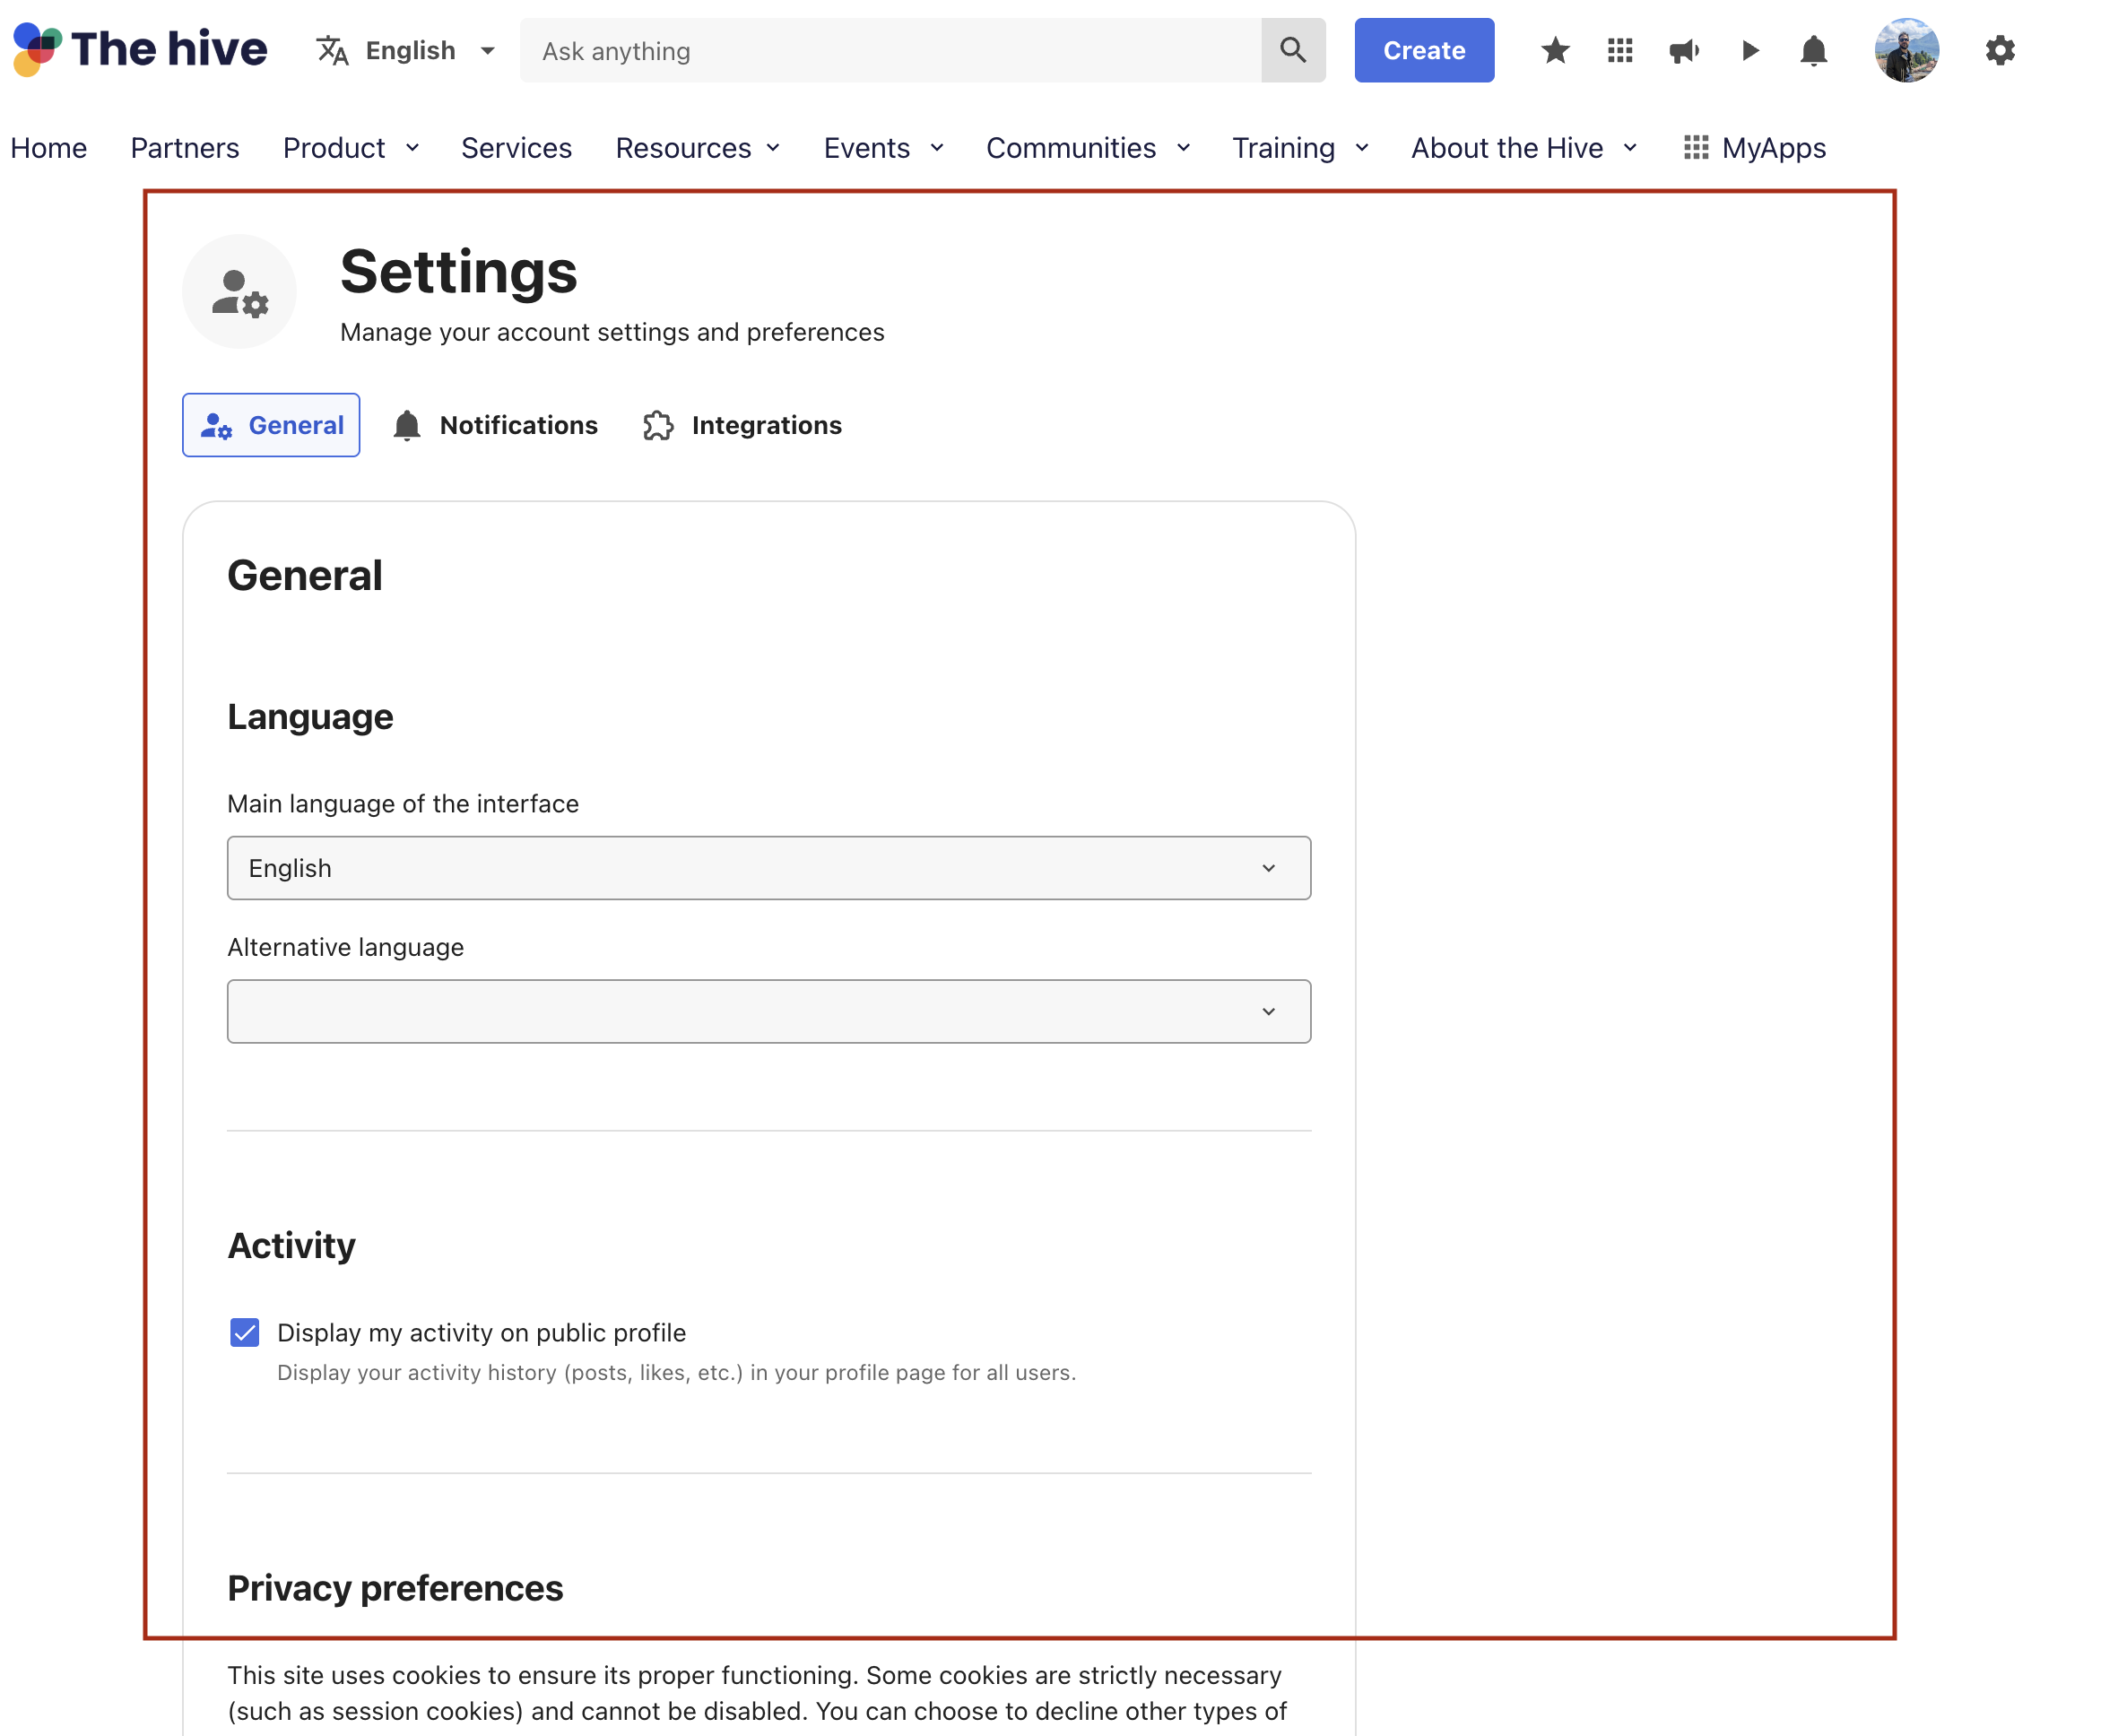 The hive
English
Ask anything
Create
Home Partners Product Services Resources Events Communities Training About the Hive MyApps
Settings
Manage your account settings and preferences
General Notifications Integrations
General
Language
Main language of the interface
English
Alternative language
Activity
Display my activity on public profile
Display your activity history (posts, likes, etc.) in your profile page for all users.
Privacy preferences
This site uses cookies to ensure its proper functioning. Some cookies are strictly necessary
(such as session cookies) and cannot be disabled. You can choose to decline other types of